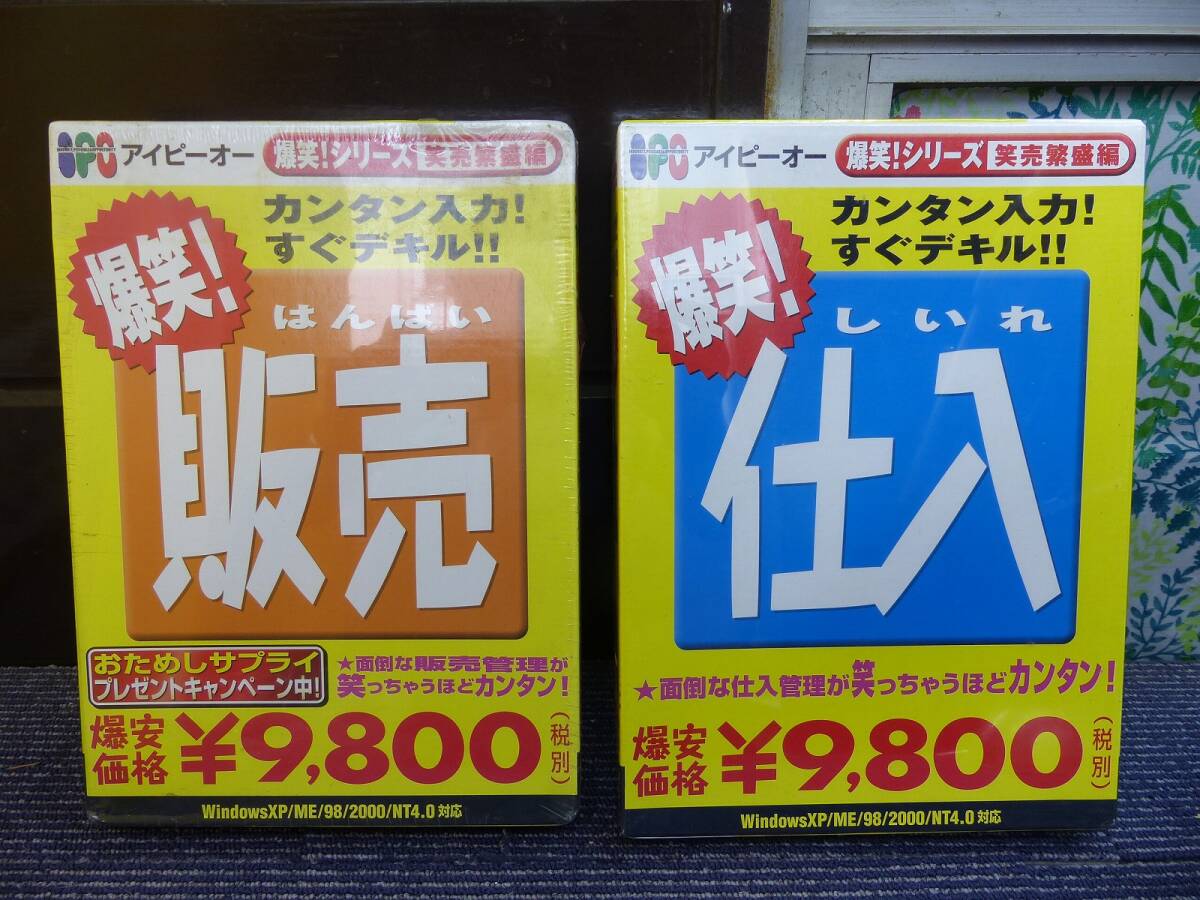 IPO アイピーオー 爆笑!シリーズ 笑売繁盛編
カンタン入力!
すぐデキル!!
爆笑!
はんばい
販売
おためしサプライ
プレゼントキャンペーン中!
★面倒な販売管理が
笑っちゃうほどカンタン!
爆安
価格
¥9,800
(税別)
WindowsXP/ME/98/2000/NT4.0対応
IPO アイピーオー 爆笑!シリーズ 笑売繁盛編
カンタン入力!
すぐデキル!!
爆笑!
しいれ
仕入
★面倒な仕入管理が笑っちゃうほどカンタン!
爆安
価格
¥9,800
(税別)
WindowsXP/ME/98/2000/NT4.0対応